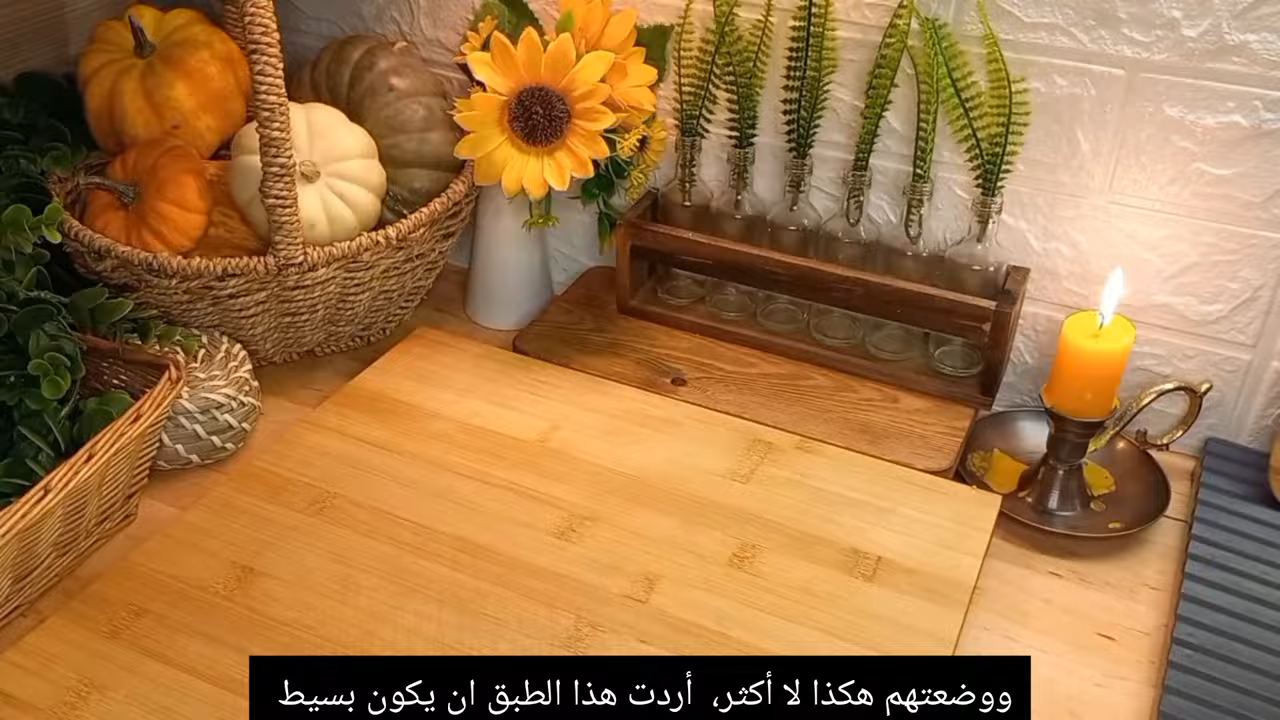 ووضعتهم هكذا لا أكثر، أردت هذا الطبق ان يكون بسيط